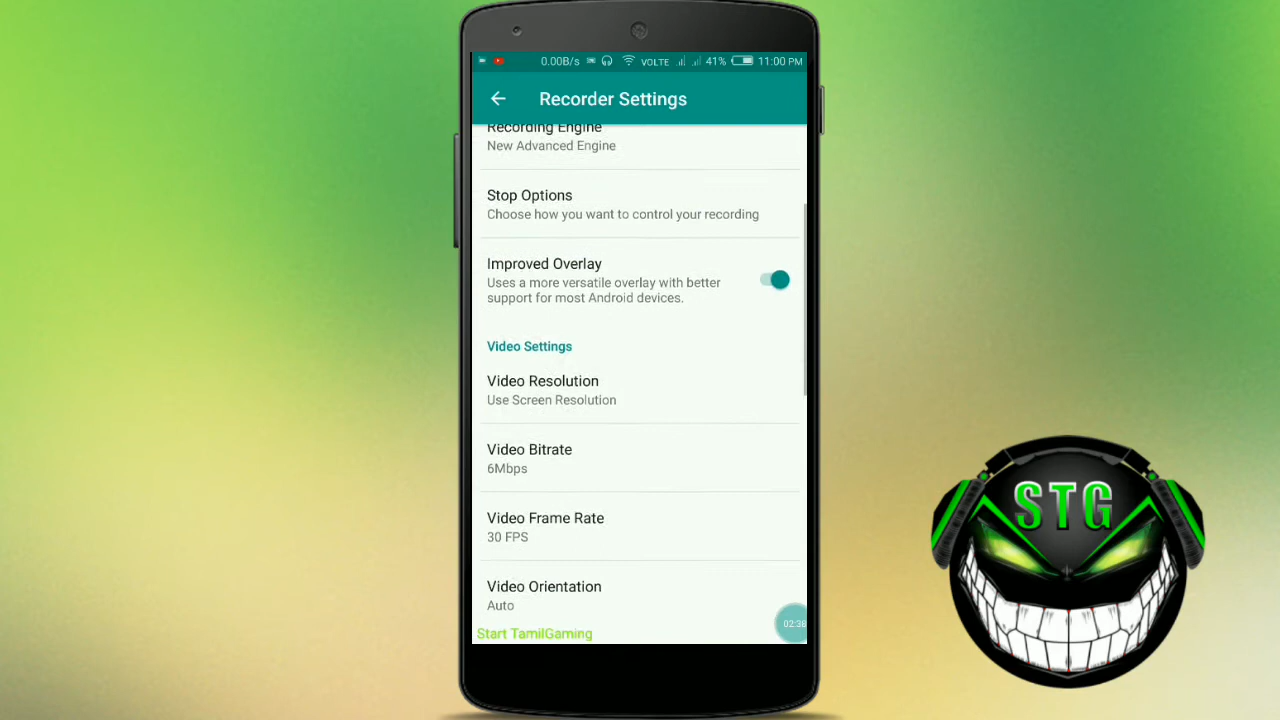 0.00B/s VOLTE 41% 11:00 PM
Recorder Settings
Recording Engine
New Advanced Engine
Stop Options
Choose how you want to control your recording
Improved Overlay
Uses a more versatile overlay with better
support for most Android devices.
Video Settings
Video Resolution
Use Screen Resolution
Video Bitrate
6Mbps
Video Frame Rate
30 FPS
Video Orientation
Auto
02:38
Start TamilGaming
STG